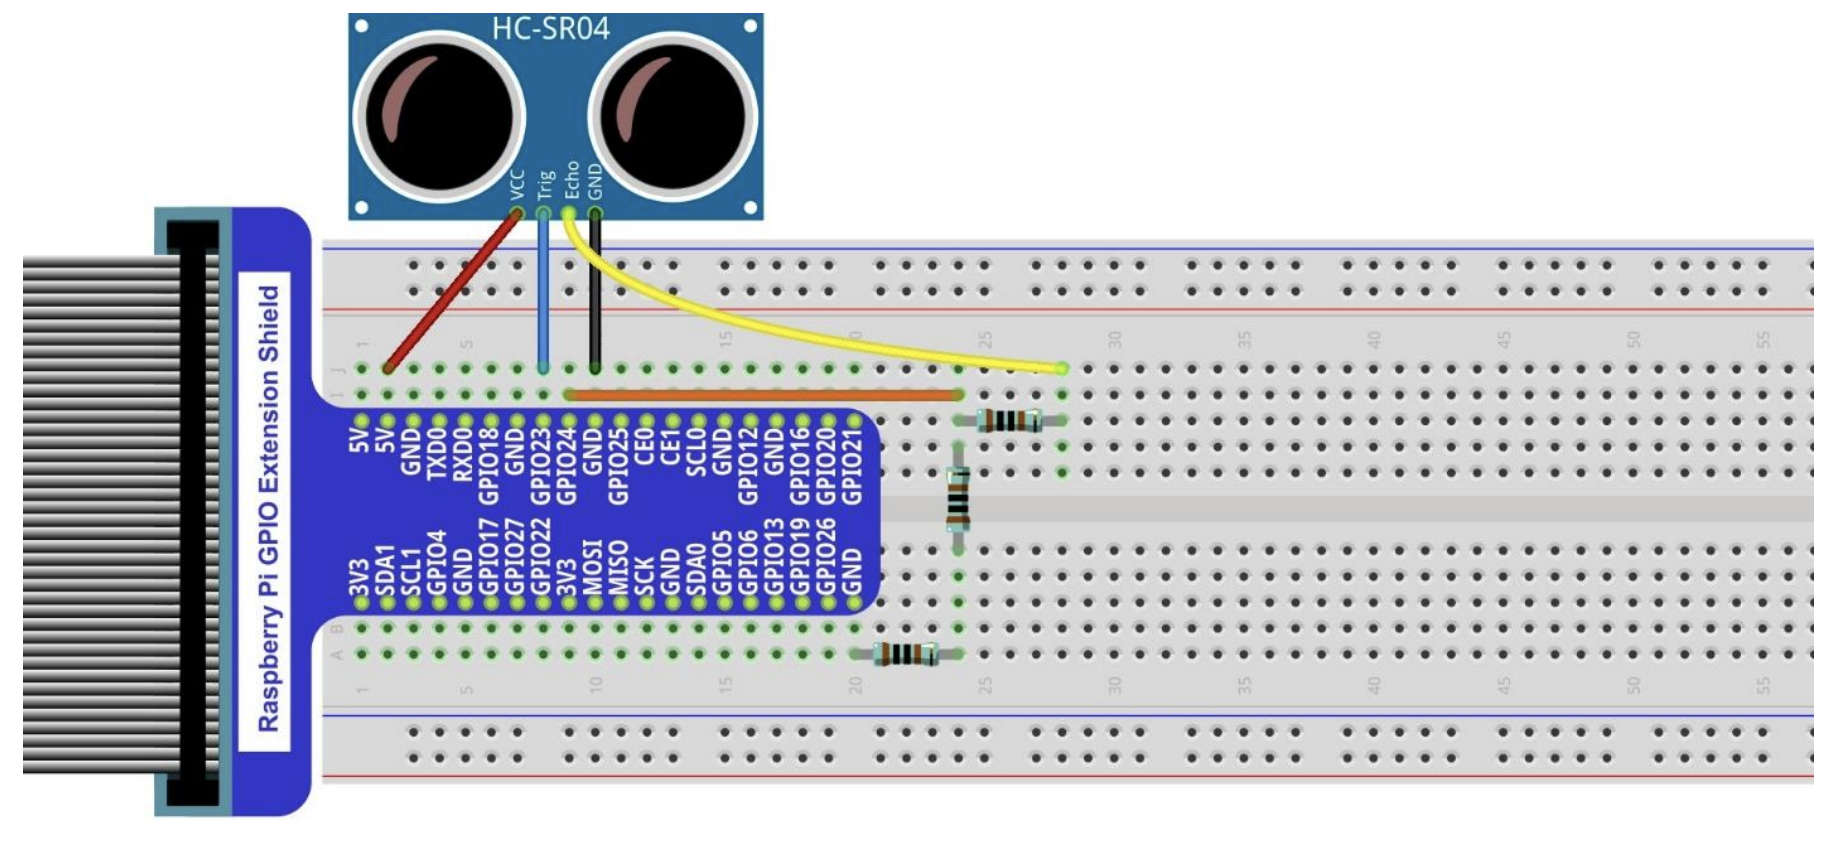 HC-SR04
VCC
Trig
Echo
GND
Raspberry Pi GPIO Extension Shield
1
5
15
25
30
35
40
45
50
55
J
I
5V
5V
GND
TXD0
RXD0
GPIO18
GND
GPIO23
GPIO24
GND
GPIO25
CE0
CE1
SCL0
GND
GPIO12
GND
GPIO16
GPIO20
GPIO21
3V3
SDA1
SCL1
GPIO4
GND
GPIO17
GPIO27
GPIO22
3V3
MOSI
MISO
SCK
GND
SDA0
GPIO5
GPIO6
GPIO13
GPIO19
GPIO26
GND
B
A
1
5
10
15
20
25
30
35
40
45
50
55